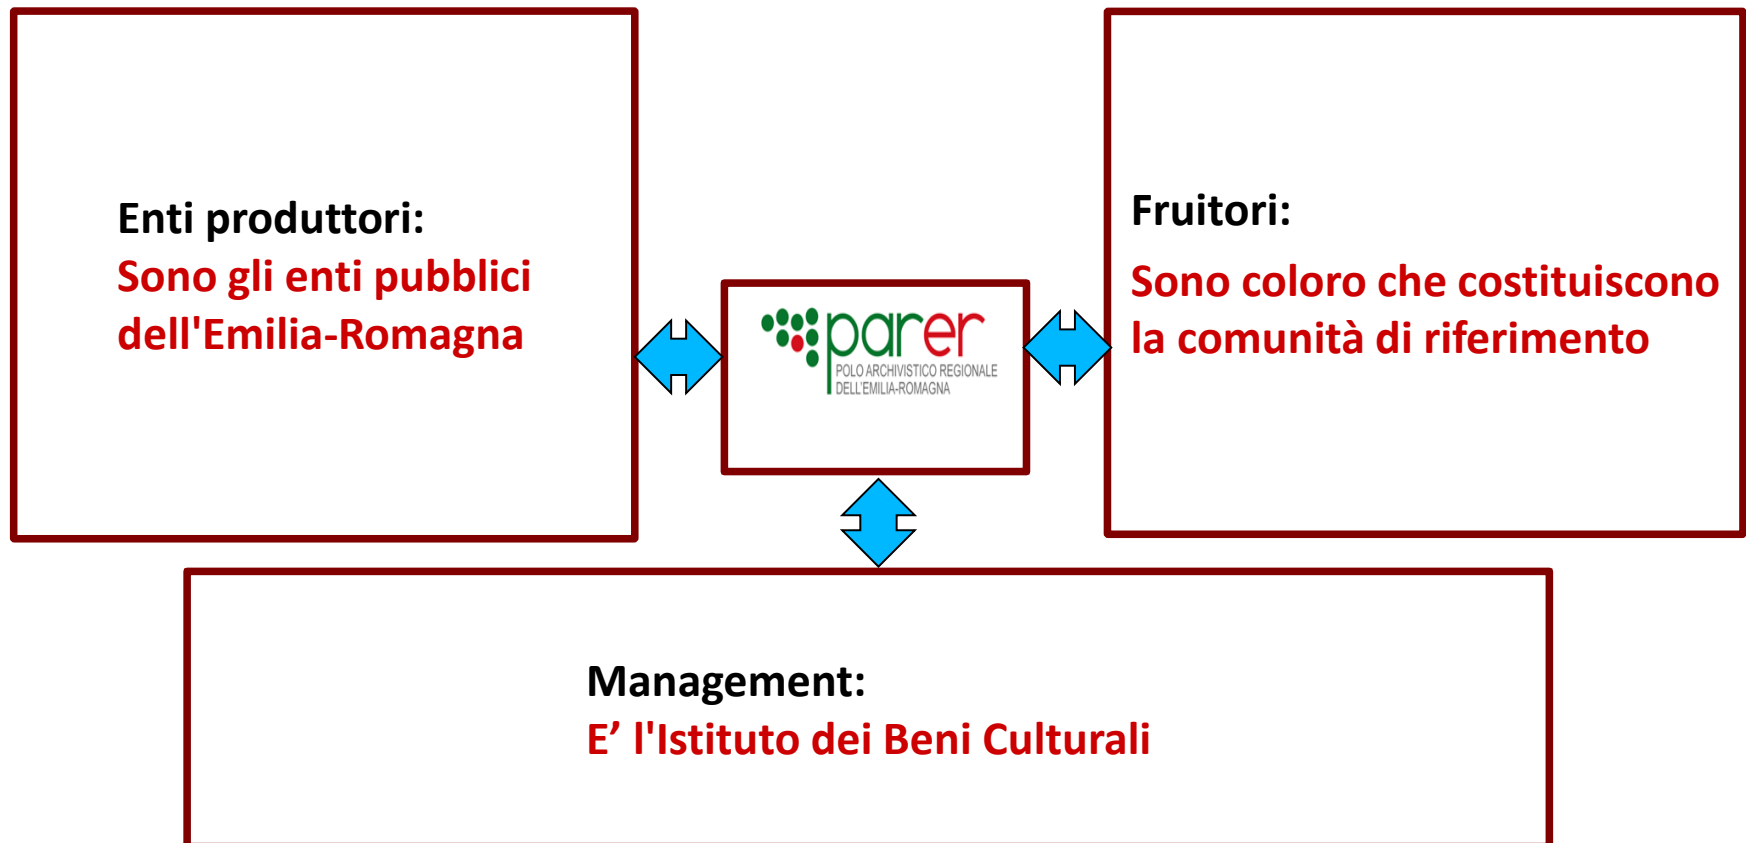 Enti produttori:
Sono gli enti pubblici
dell'Emilia-Romagna
parer
POLO ARCHIVISTICO REGIONALE
DELL'EMILIA-ROMAGNA
Fruitori:
Sono coloro che costituiscono
la comunità di riferimento
Management:
E’ l'Istituto dei Beni Culturali